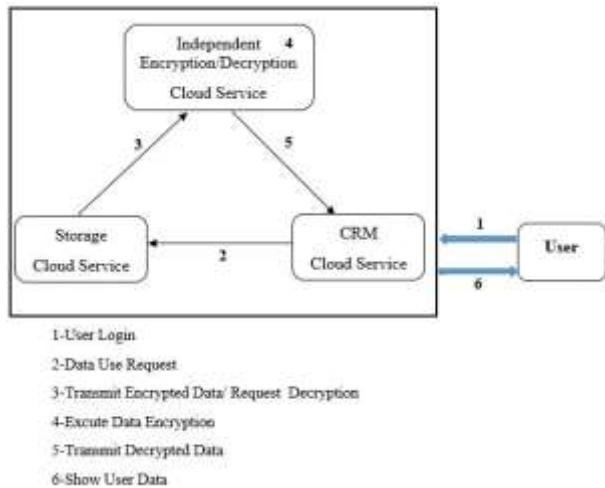 Independent 4
Encryption/Decryption
Cloud Service
3
5
Storage
Cloud Service
2
CRM
Cloud Service
1
User
6
1-User Login
2-Data Use Request
3-Transmit Encrypted Data/ Request Decryption
4-Excute Data Encryption
5-Transmit Decrypted Data
6-Show User Data